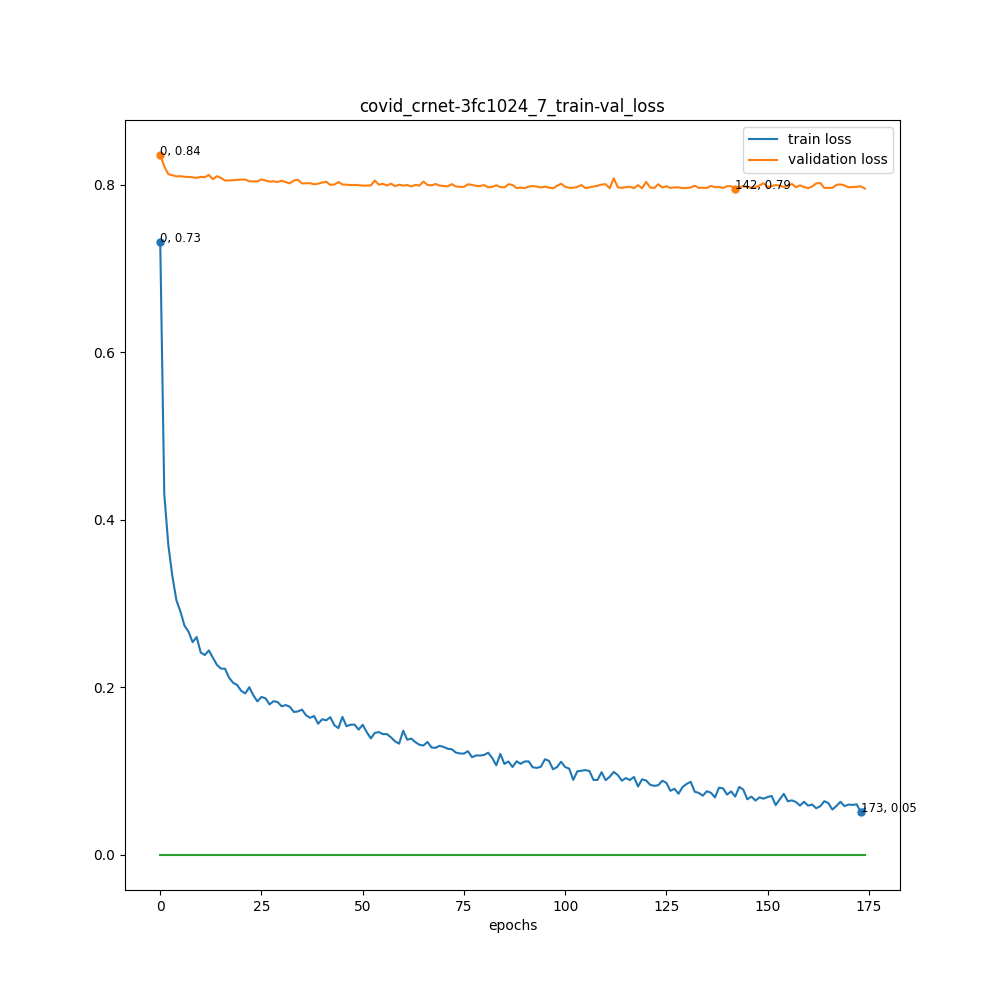 covid_crnet-3fc1024_7_train-val_loss
train loss
validation loss
0, 0.84
142, 0.79
0, 0.73
173, 0.05
0.8
0.6
0.4
0.2
0.0
0 25 50 75 100 125 150 175
epochs